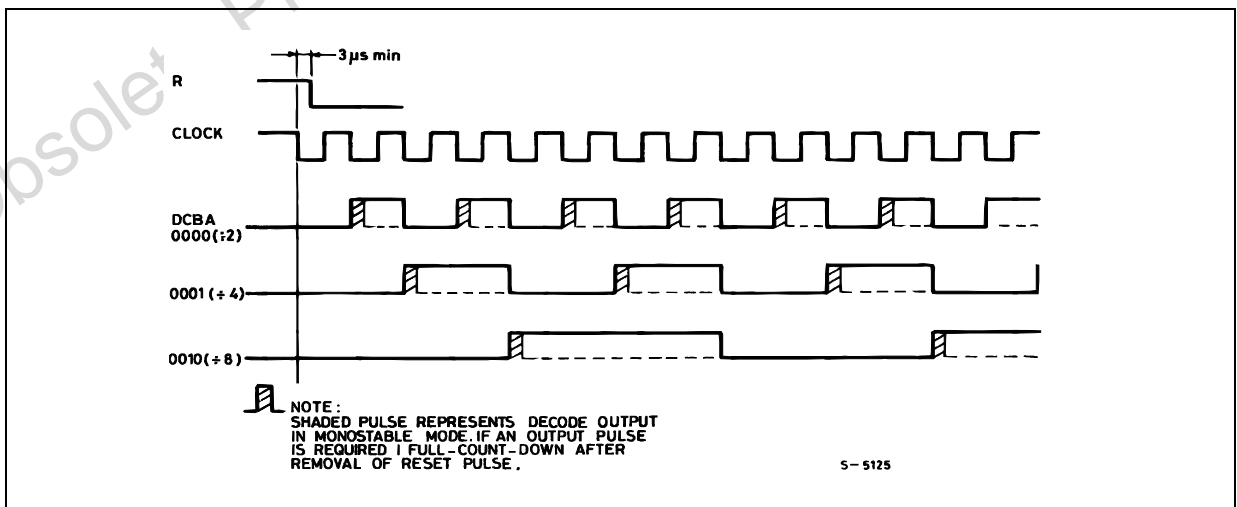 3µs min
R
CLOCK
DCBA
0000(÷2)
0001(÷4)
0010(÷8)
NOTE:
SHADED PULSE REPRESENTS DECODE OUTPUT
IN MONOSTABLE MODE. IF AN OUTPUT PULSE
IS REQUIRED I FULL-COUNT-DOWN AFTER
REMOVAL OF RESET PULSE.
S-5125